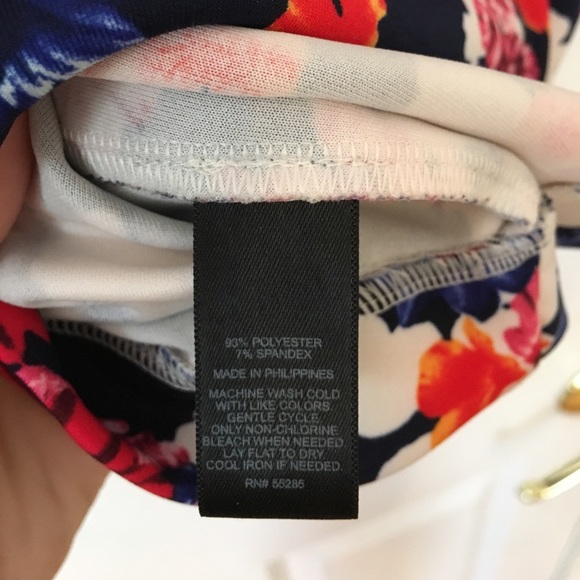 93% POLYESTER
7% SPANDEX
MADE IN PHILIPPINES
MACHINE WASH COLD
WITH LIKE COLORS
GENTLE CYCLE.
ONLY NON-CHLORINE
BLEACH WHEN NEEDED
LAY FLAT TO DRY.
COOL IRON IF NEEDED.
RN# 55285